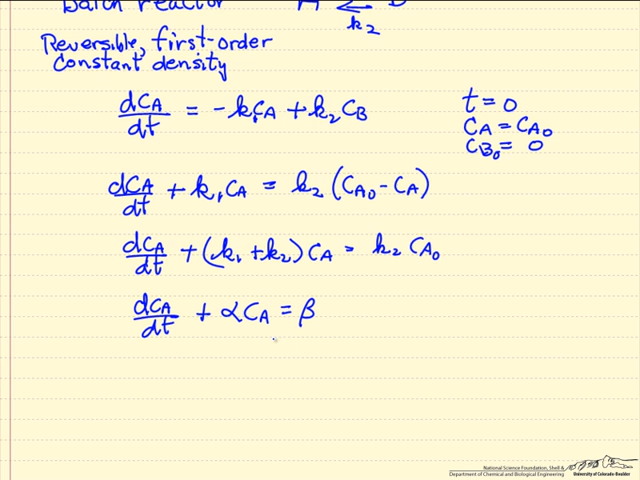 Batch reactor A ⇌ B
k₂
Reversible, first-order
Constant density
dCA/dt = -k₁CA + k₂CB
t = 0
CA = CA₀
CB₀ = 0
dCA/dt + k₁CA = k₂(CA₀ - CA)
dCA/dt + (k₁ + k₂)CA = k₂CA₀
dCA/dt + αCA = β
National Science Foundation, Shell &
Department of Chemical and Biological Engineering
University of Colorado Boulder